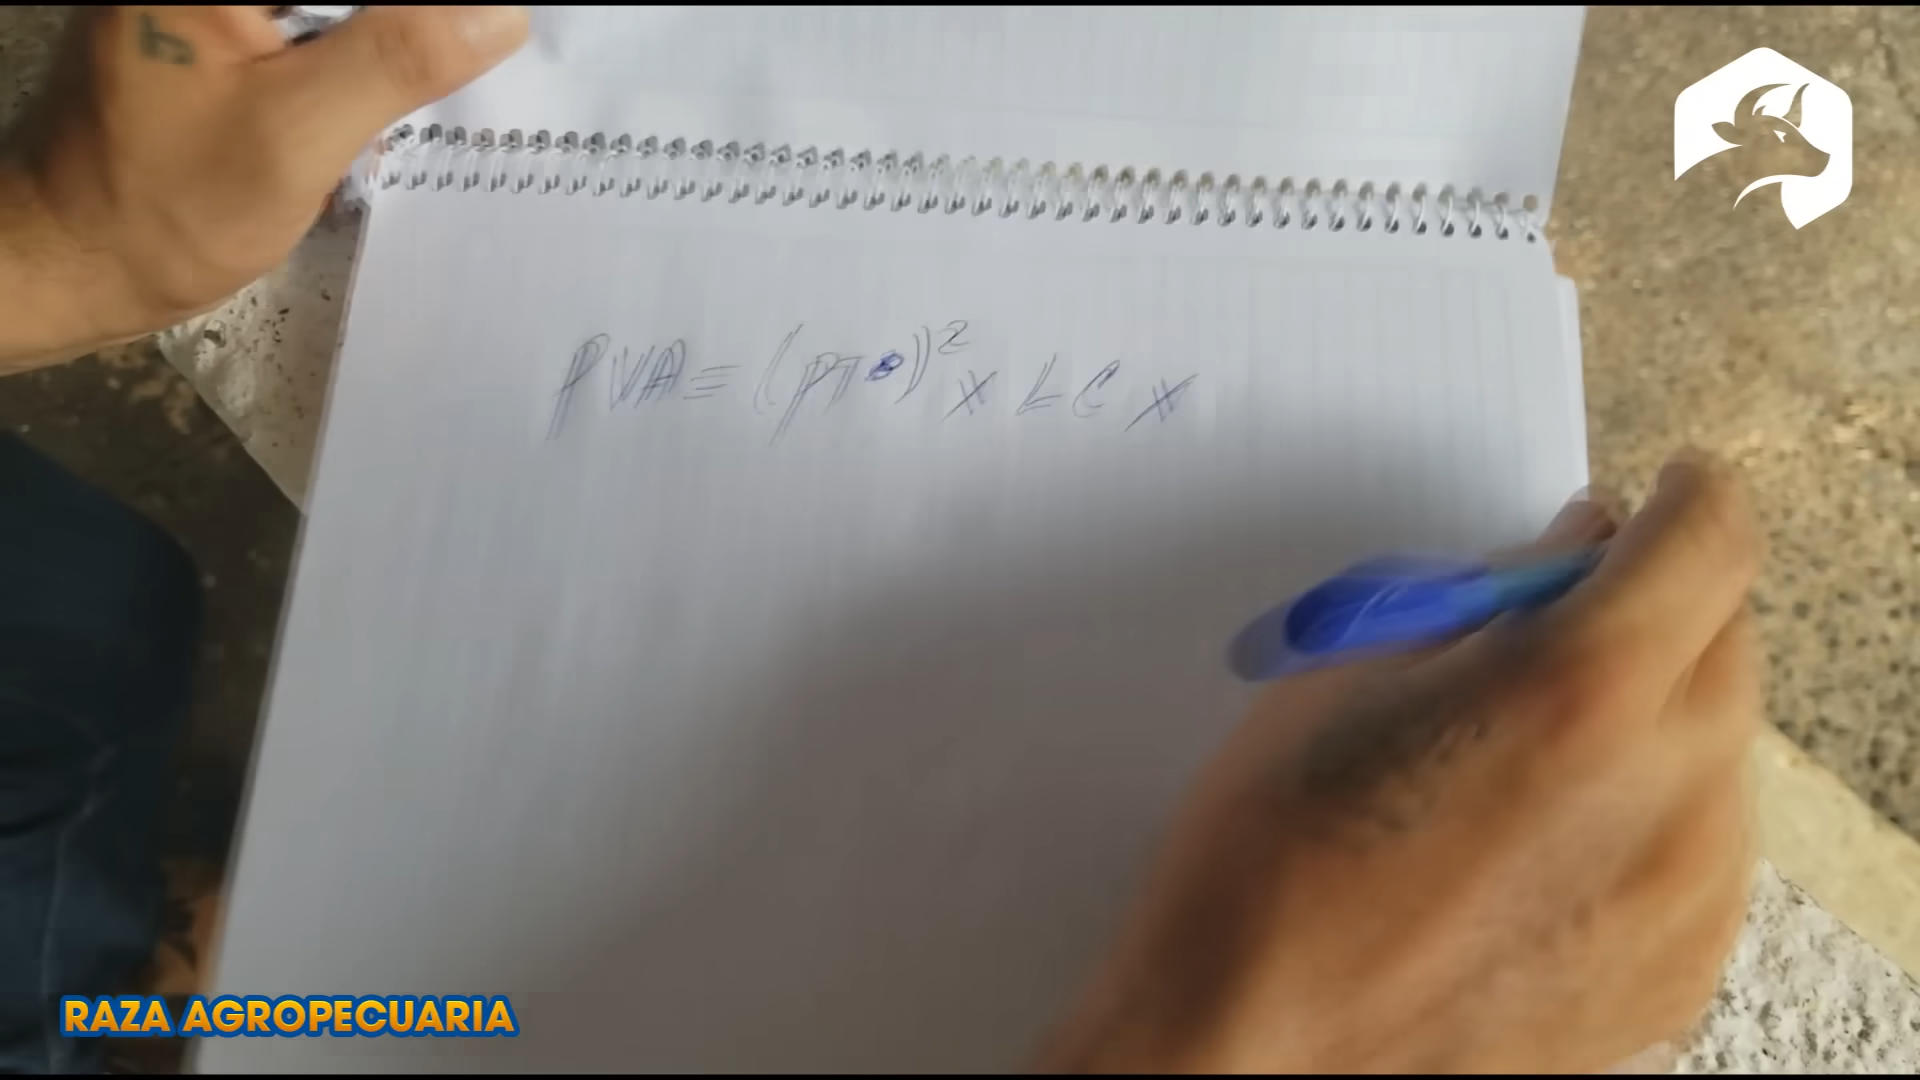 PVA = (PT)² x LC x
RAZA AGROPECUARIA